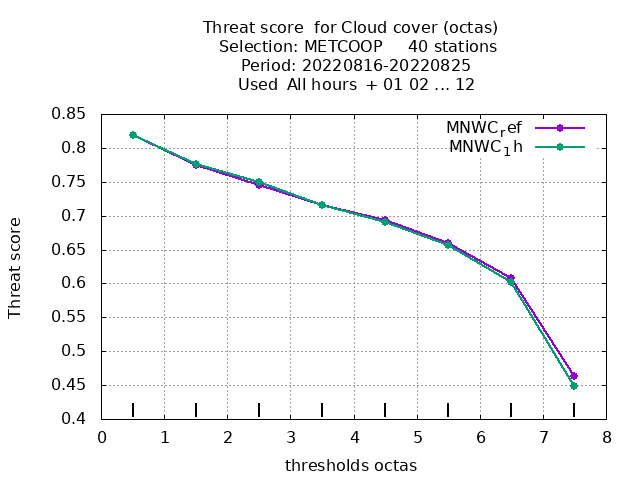 Threat score  for Cloud cover (octas)
Selection: METCOOP     40 stations
Period: 20220816-20220825
Used  All hours  + 01 02 ... 12
MNWC_ref
MNWC_1h
0.85
0.8
0.75
0.7
0.65
0.6
0.55
0.5
0.45
0.4
Threat score
0 1 2 3 4 5 6 7 8
thresholds octas